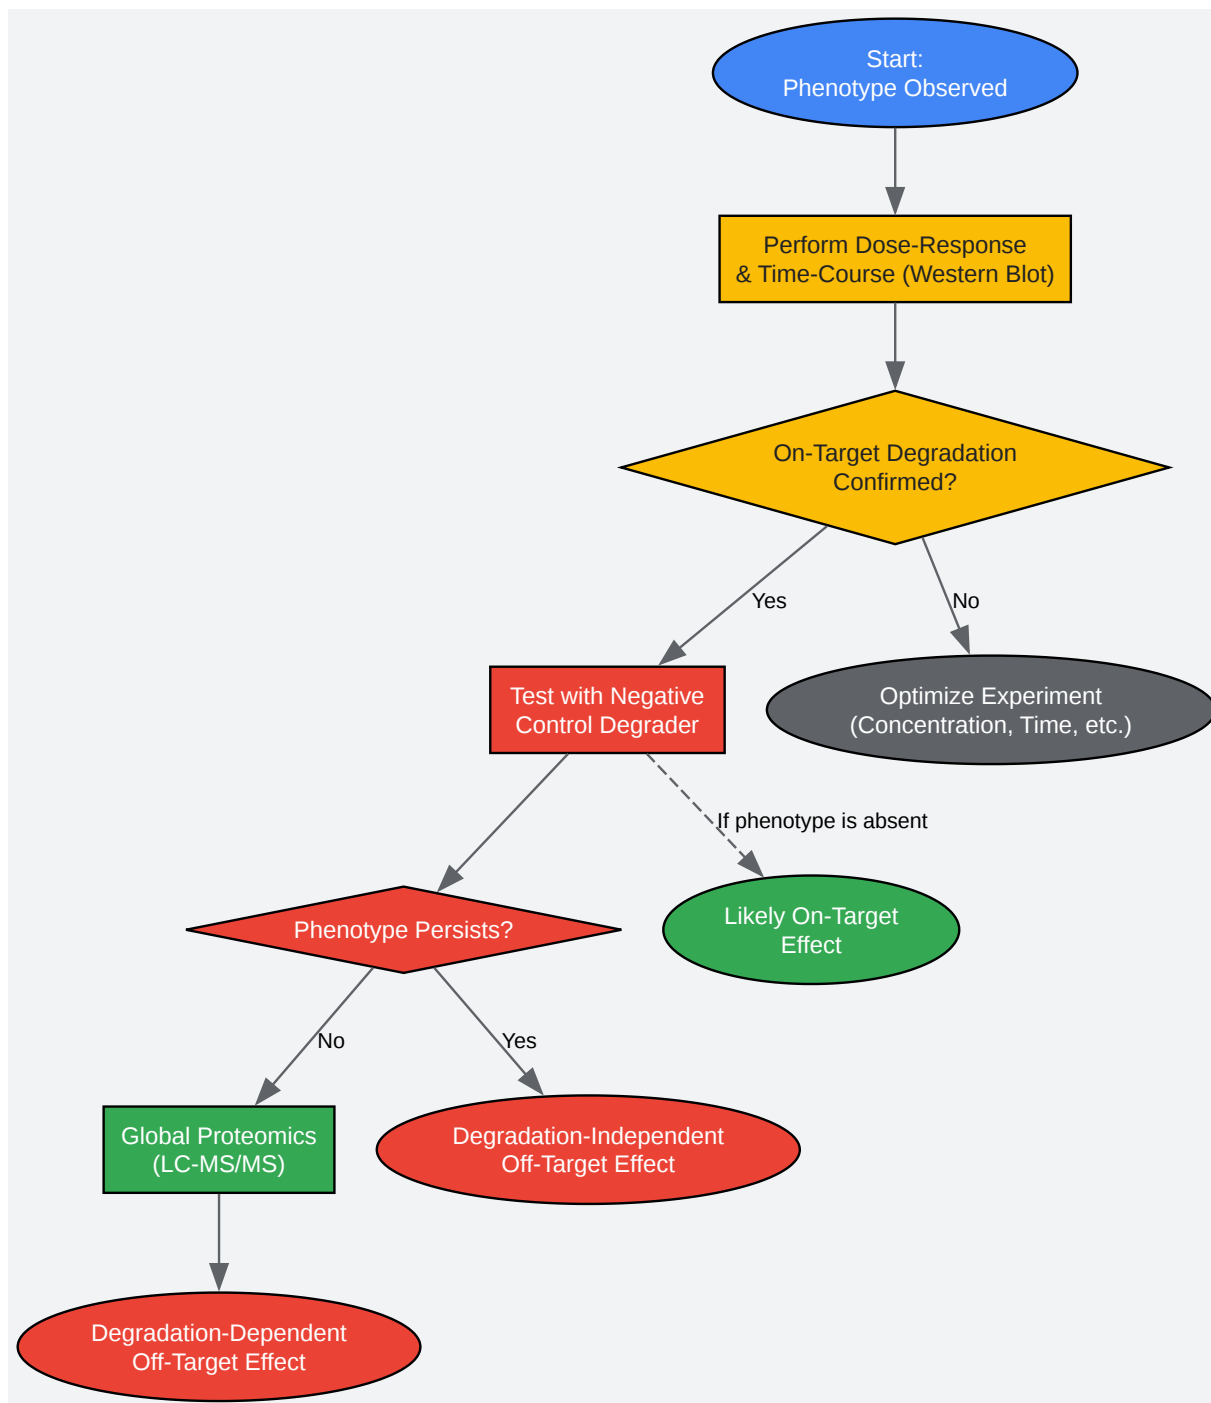 Start:
Phenotype Observed
Perform Dose-Response
& Time-Course (Western Blot)
On-Target Degradation
Confirmed?
Yes
No
Test with Negative
Control Degrader
Optimize Experiment
(Concentration, Time, etc.)
If phenotype is absent
Phenotype Persists?
Likely On-Target
Effect
No
Yes
Global Proteomics
(LC-MS/MS)
Degradation-Independent
Off-Target Effect
Degradation-Dependent
Off-Target Effect